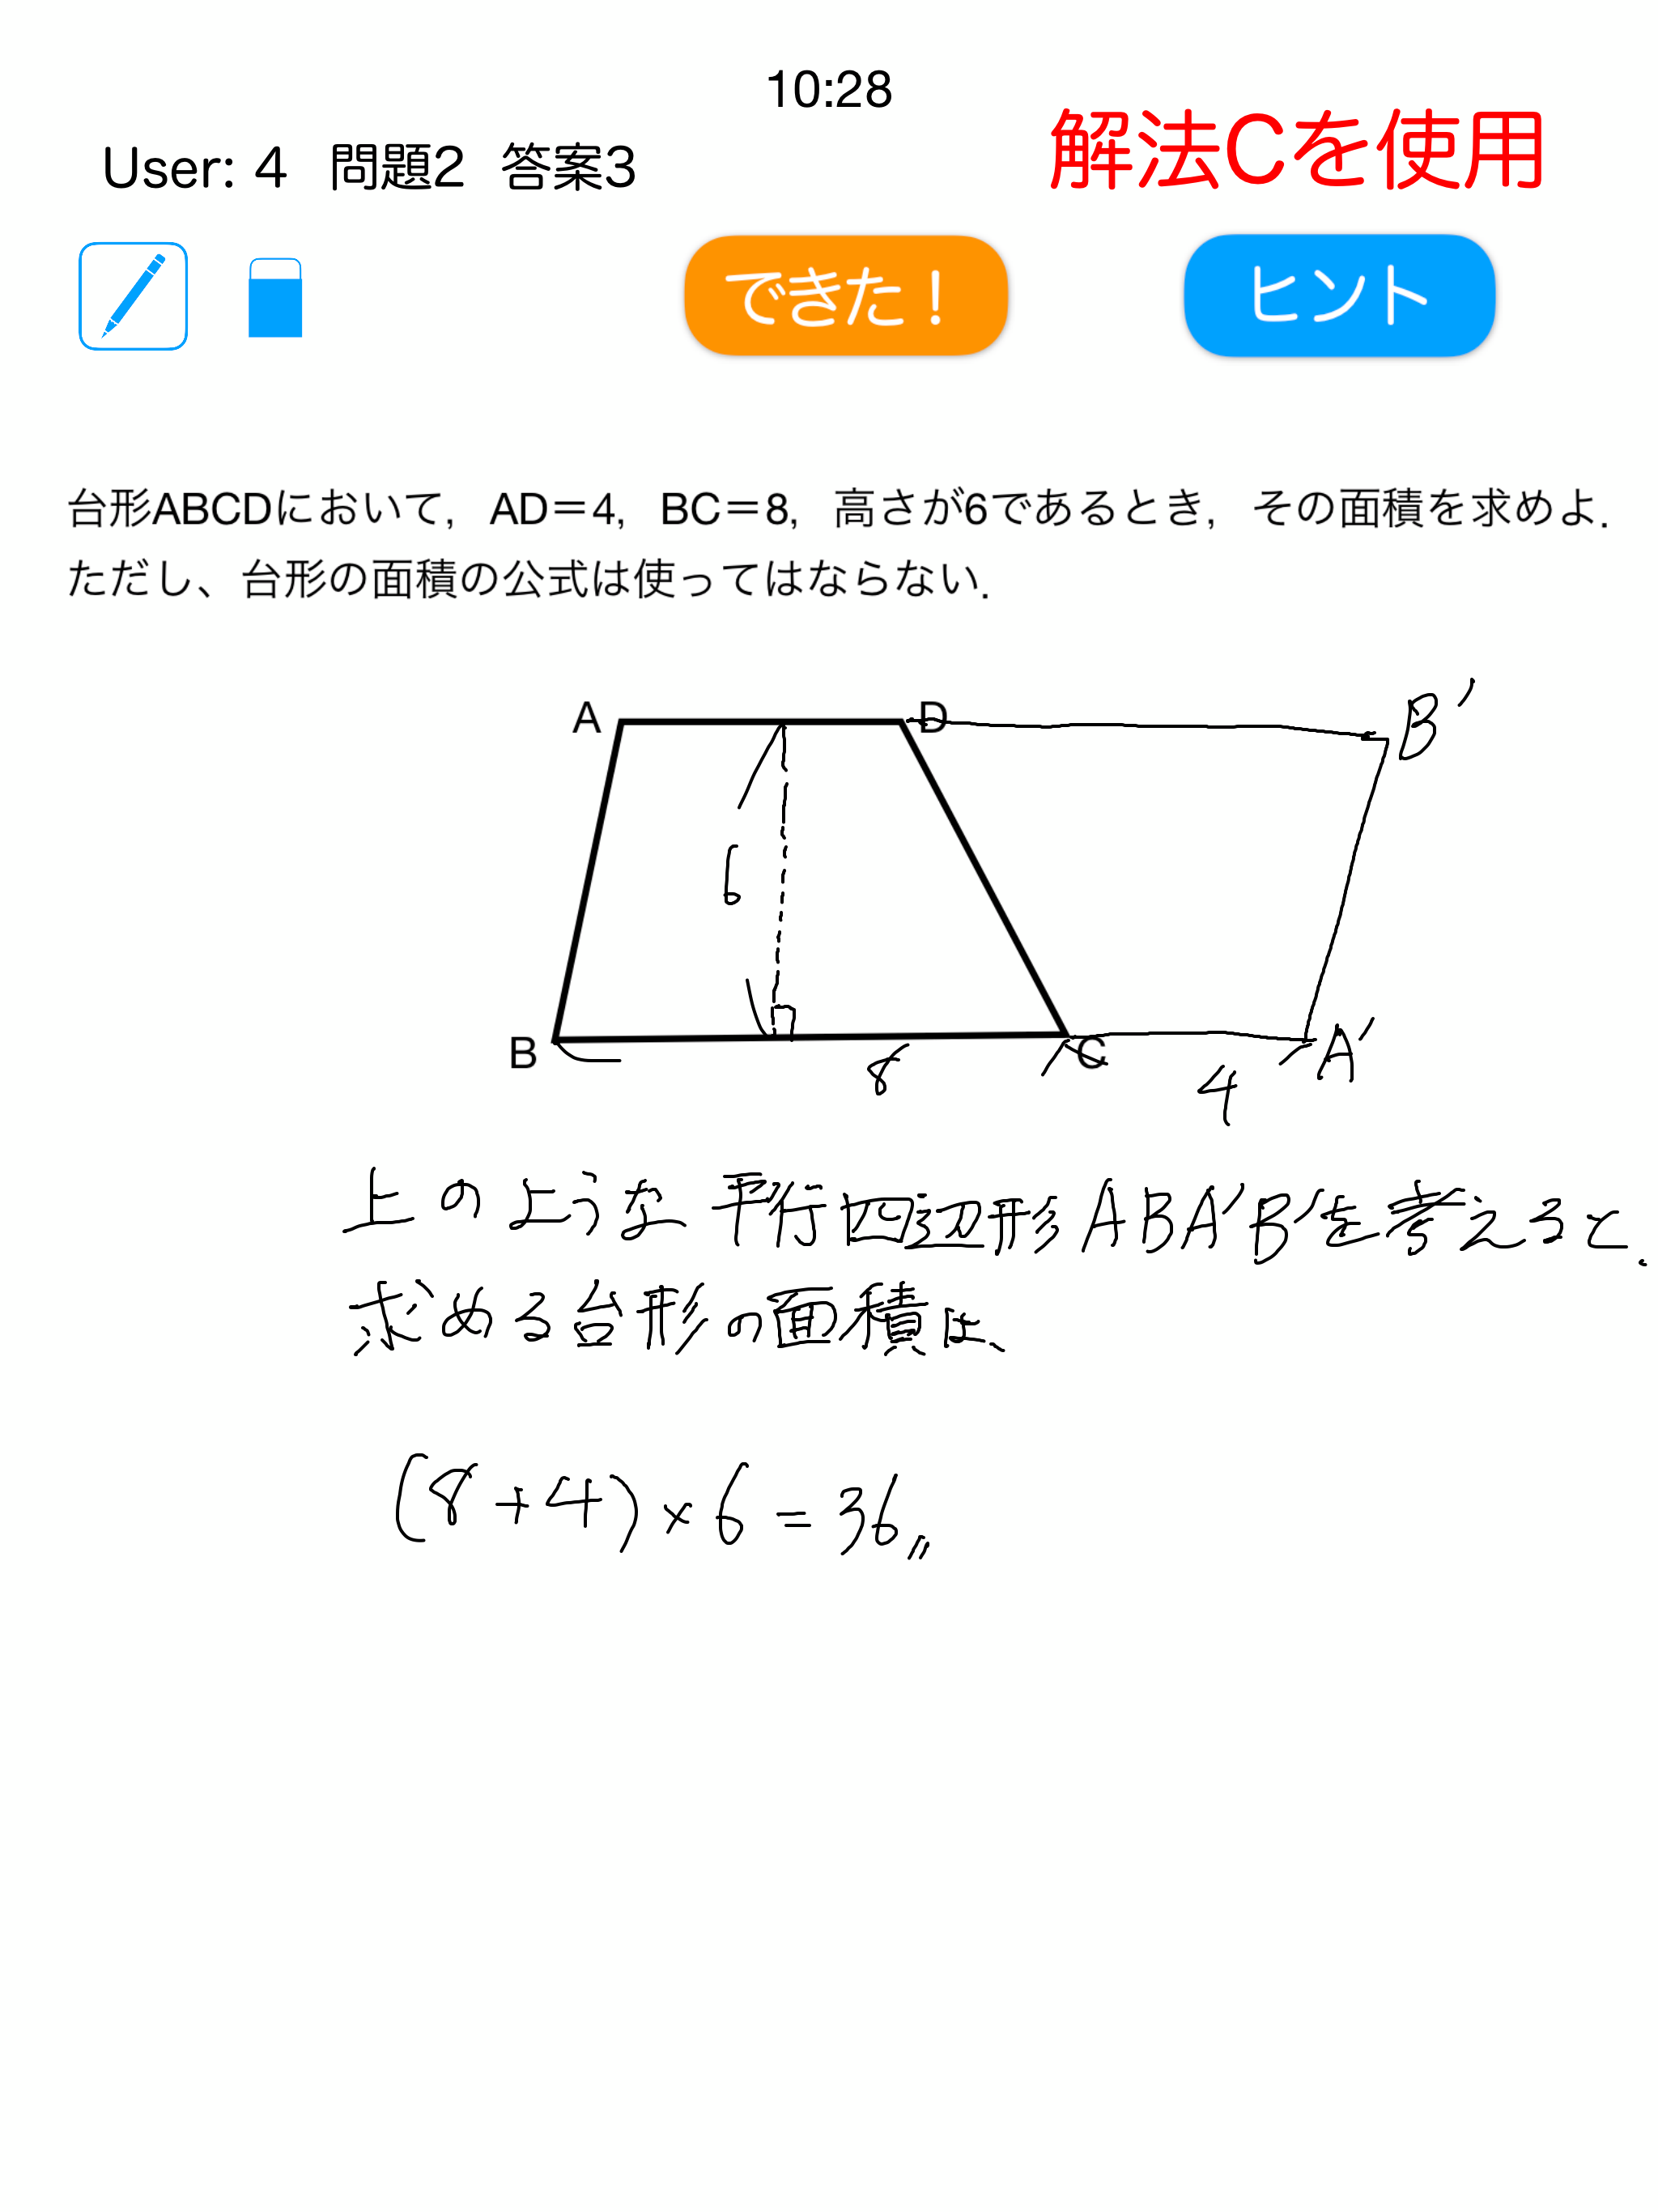 10:28
User: 4 問題2 答案3
解法Cを使用
できた！
ヒント
台形ABCDにおいて，AD＝4，BC＝8，高さが6であるとき，その面積を求めよ．
ただし、台形の面積の公式は使ってはならない．
A
D
B'
6
B
8
C
4
A'
上のような平行四辺形ABA'B'を考えると、
求める台形の面積は、
(8+4)×6=36〃